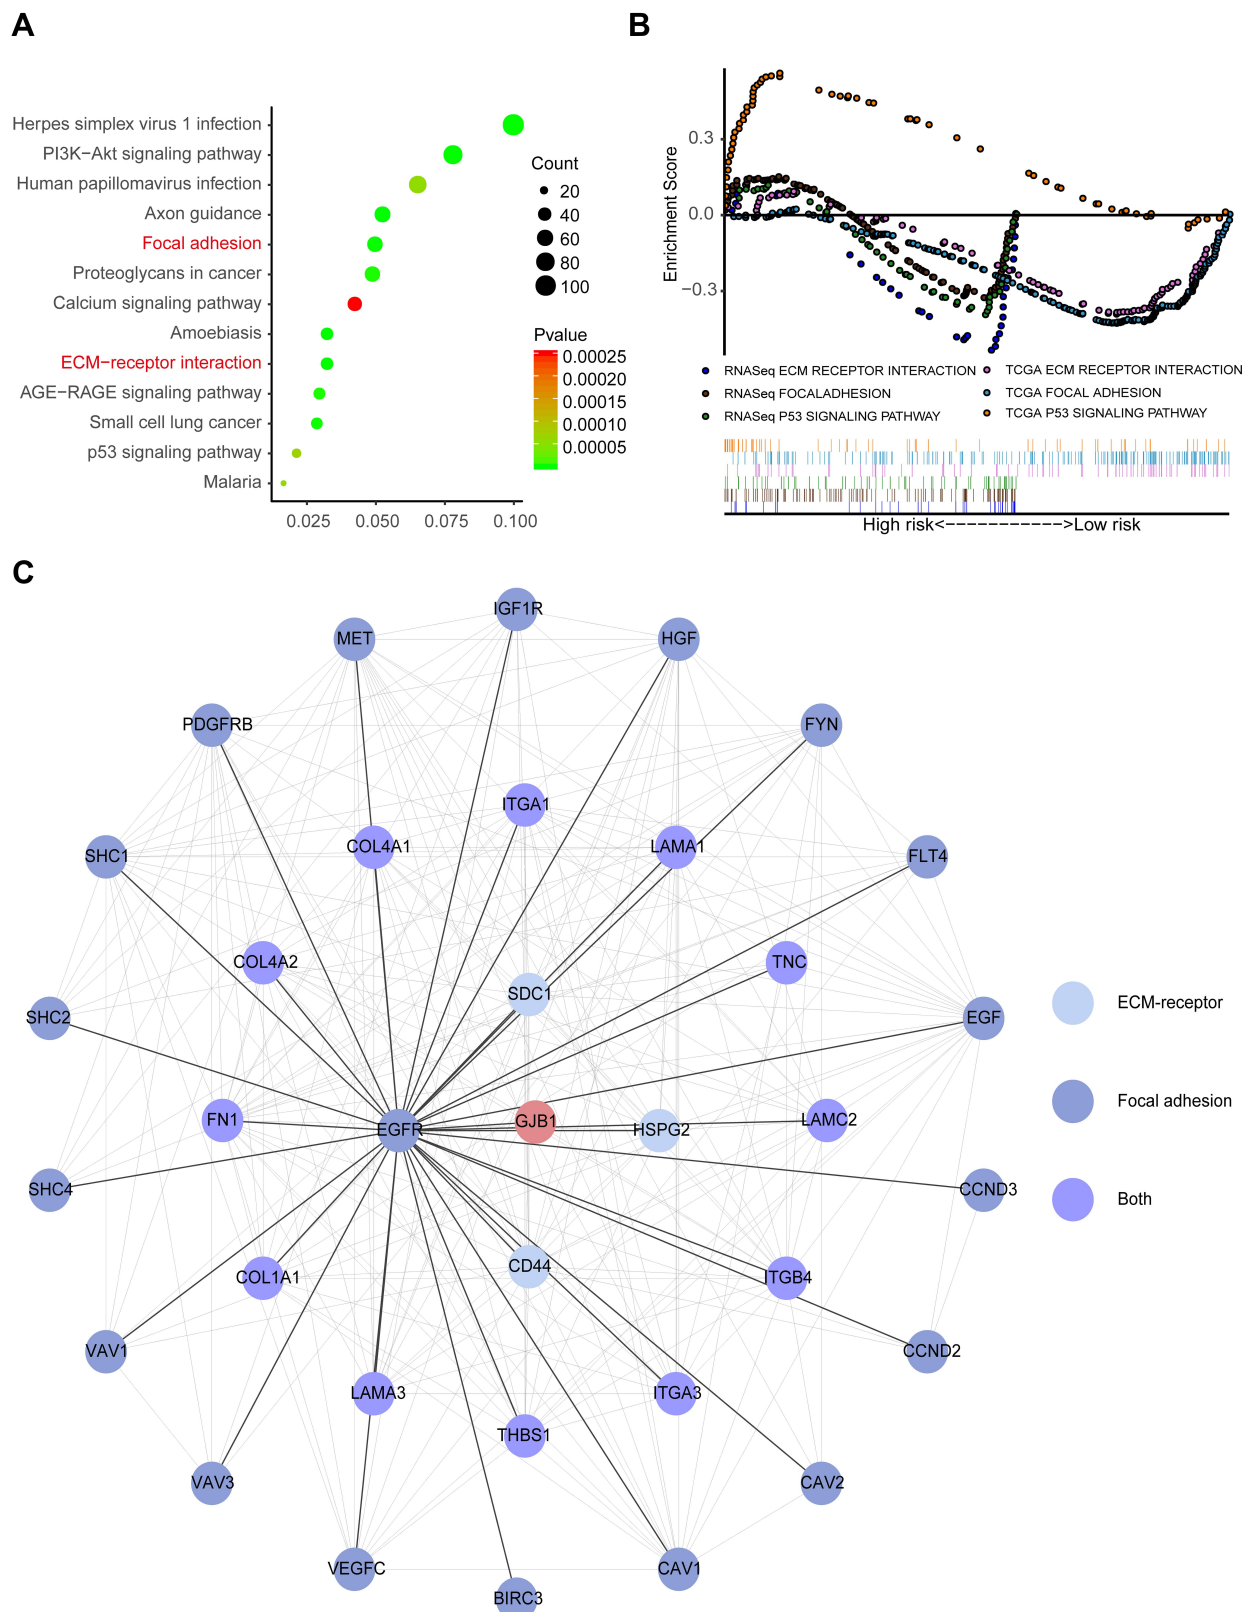 A
Herpes simplex virus 1 infection
PI3K−Akt signaling pathway
Human papillomavirus infection
Axon guidance
Focal adhesion
Proteoglycans in cancer
Calcium signaling pathway
Amoebiasis
ECM−receptor interaction
AGE−RAGE signaling pathway
Small cell lung cancer
p53 signaling pathway
Malaria
0.025 0.050 0.075 0.100
Count
20
40
60
80
100
Pvalue
0.00025
0.00020
0.00015
0.00010
0.00005
B
Enrichment Score
0.3
0.0
−0.3
RNASeq ECM RECEPTOR INTERACTION
RNASeq FOCALADHESION
RNASeq P53 SIGNALING PATHWAY
TCGA ECM RECEPTOR INTERACTION
TCGA FOCAL ADHESION
TCGA P53 SIGNALING PATHWAY
High risk<----------->Low risk
C
IGF1R
MET
HGF
PDGFRB
FYN
ITGA1
COL4A1
LAMA1
SHC1
FLT4
COL4A2
TNC
SDC1
SHC2
EGF
FN1
EGFR
GJB1
HSPG2
LAMC2
SHC4
CCND3
COL1A1
CD44
ITGB4
VAV1
CCND2
LAMA3
ITGA3
THBS1
VAV3
CAV2
VEGFC
CAV1
BIRC3
ECM-receptor
Focal adhesion
Both